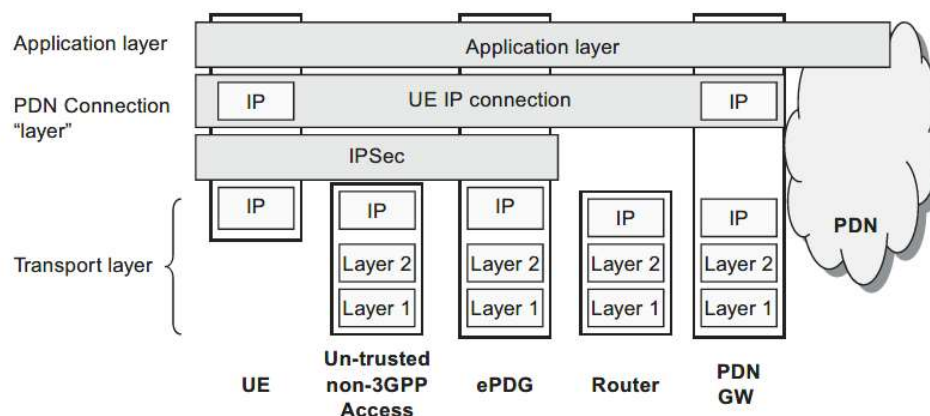 Application layer
Application layer
PDN Connection
“layer”
IP
UE IP connection
IP
IPSec
IP
IP
IP
IP
IP
PDN
Transport layer
Layer 2
Layer 2
Layer 2
Layer 2
Layer 1
Layer 1
Layer 1
Layer 1
UE
Un-trusted
non-3GPP
Access
ePDG
Router
PDN
GW